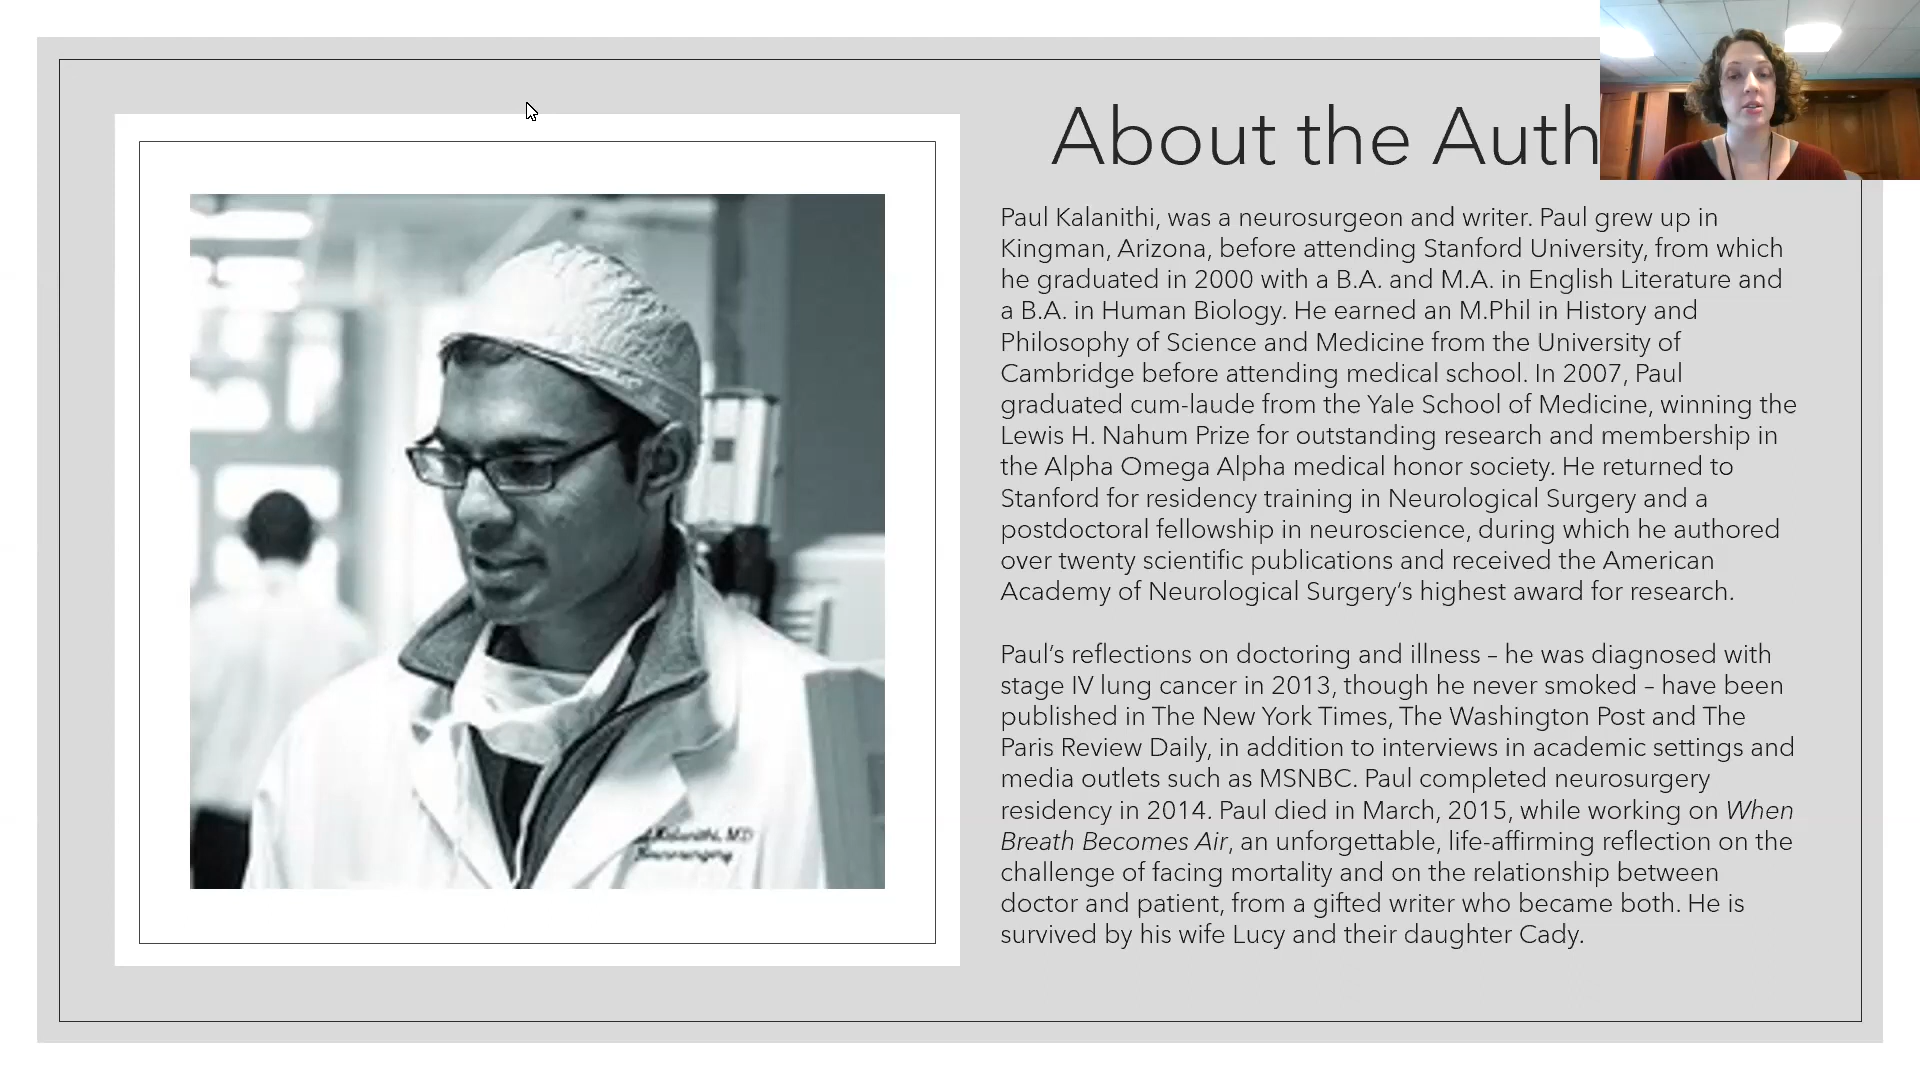 About the Auth
Paul Kalanithi, was a neurosurgeon and writer. Paul grew up in
Kingman, Arizona, before attending Stanford University, from which
he graduated in 2000 with a B.A. and M.A. in English Literature and
a B.A. in Human Biology. He earned an M.Phil in History and
Philosophy of Science and Medicine from the University of
Cambridge before attending medical school. In 2007, Paul
graduated cum-laude from the Yale School of Medicine, winning the
Lewis H. Nahum Prize for outstanding research and membership in
the Alpha Omega Alpha medical honor society. He returned to
Stanford for residency training in Neurological Surgery and a
postdoctoral fellowship in neuroscience, during which he authored
over twenty scientific publications and received the American
Academy of Neurological Surgery’s highest award for research.
Paul’s reflections on doctoring and illness – he was diagnosed with
stage IV lung cancer in 2013, though he never smoked – have been
published in The New York Times, The Washington Post and The
Paris Review Daily, in addition to interviews in academic settings and
media outlets such as MSNBC. Paul completed neurosurgery
residency in 2014. Paul died in March, 2015, while working on When
Breath Becomes Air, an unforgettable, life-affirming reflection on the
challenge of facing mortality and on the relationship between
doctor and patient, from a gifted writer who became both. He is
survived by his wife Lucy and their daughter Cady.
Kalanithi, MD
Neurosurgery